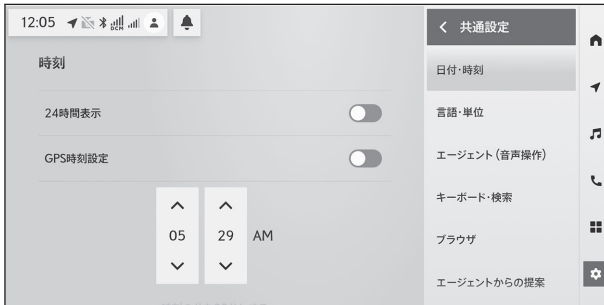 12:05
DCM
時刻
24時間表示
GPS時刻設定
05 29 AM
共通設定
日付・時刻
言語・単位
エージェント（音声操作）
キーボード・検索
ブラウザ
エージェントからの提案